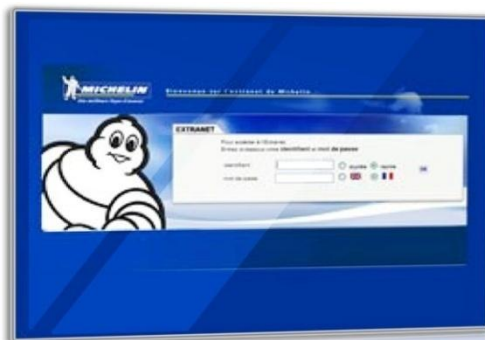 MICHELIN
Bienvenue sur l'extranet de Michelin...
EXTRANET
Pour accéder à l'Extranet
Entrez ci-dessous votre identifiant et mot de passe
identifiant
mot de passe
OK